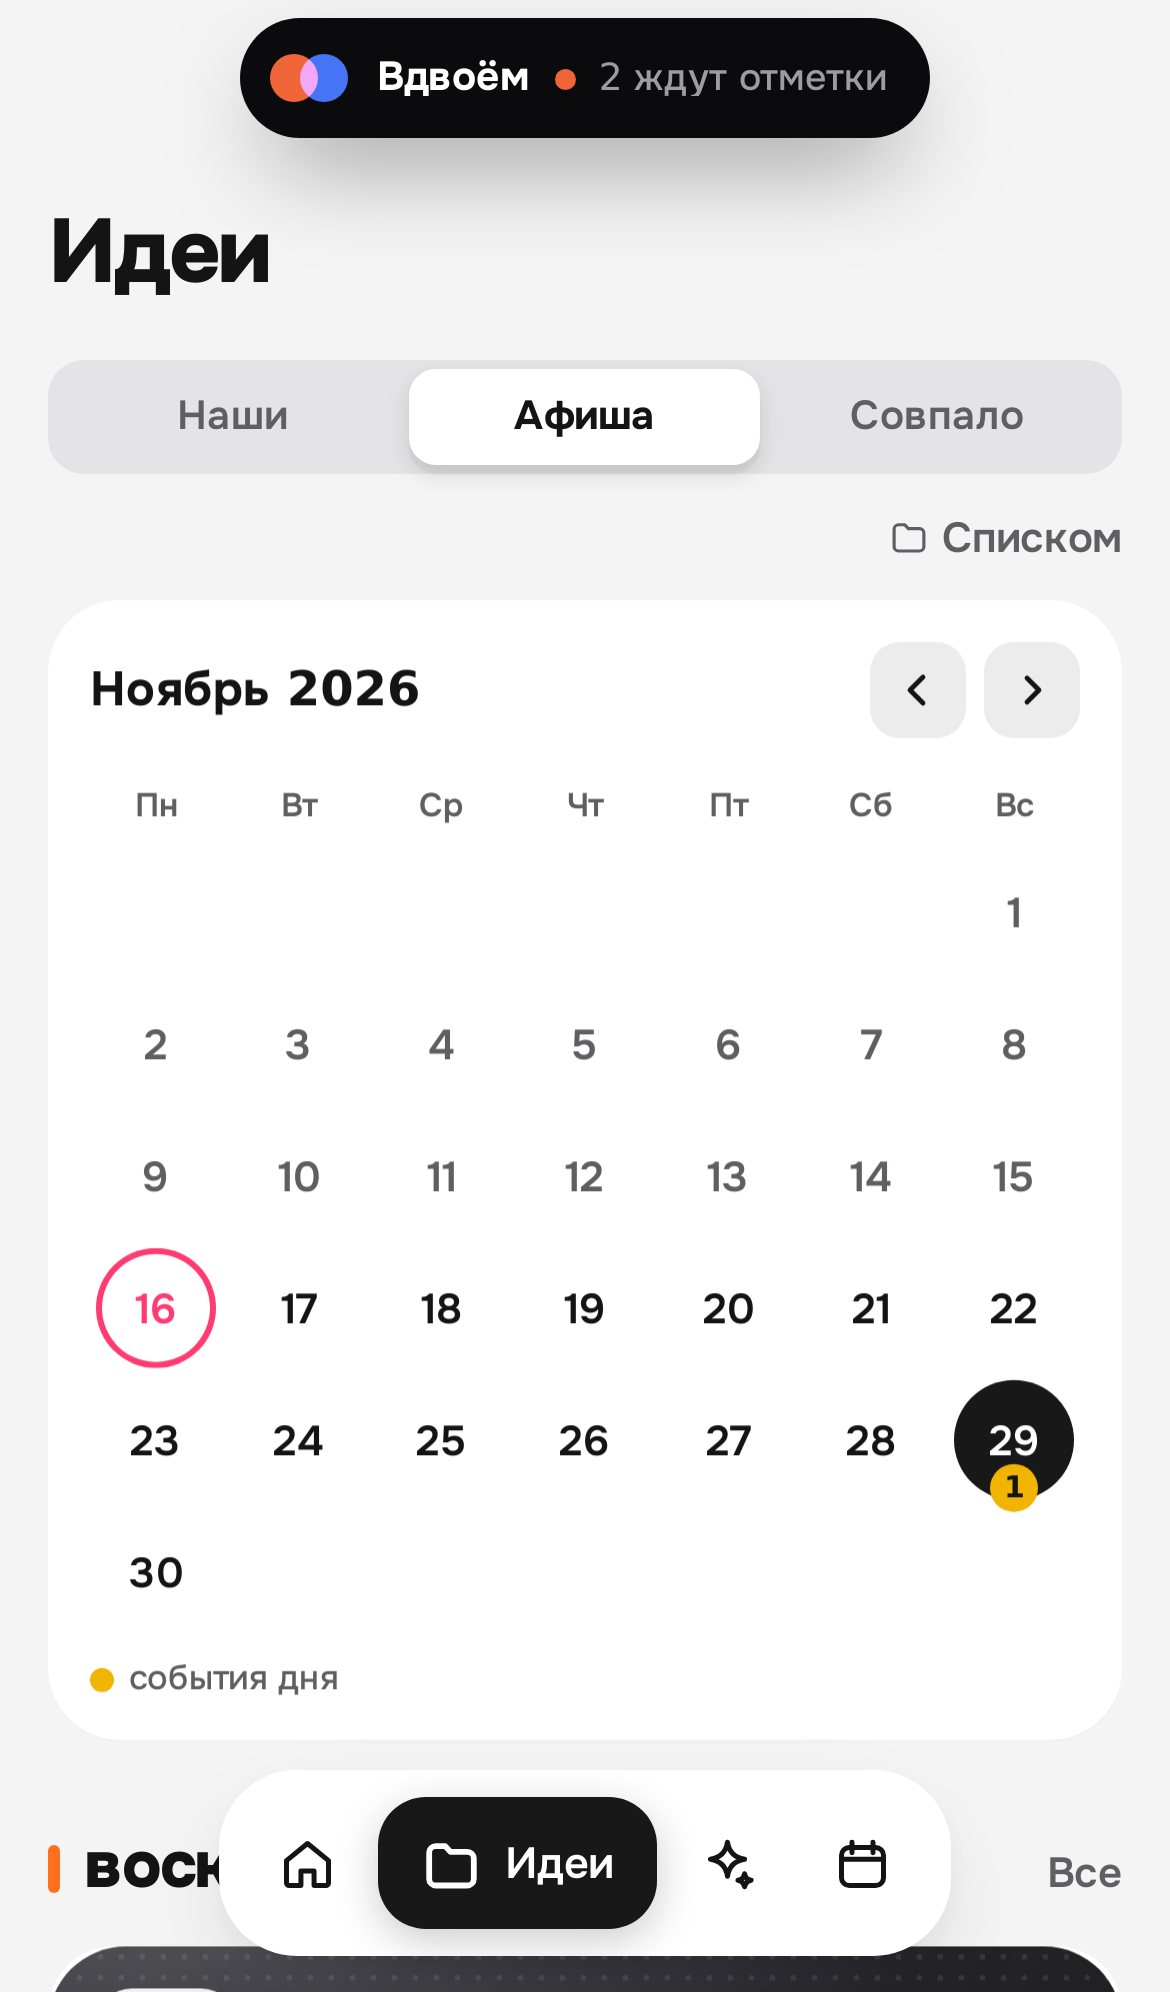 Вдвоём 2 ждут отметки
Идеи
Наши Афиша Совпало
Списком
Ноябрь 2026
Пн Вт Ср Чт Пт Сб Вс
1
2 3 4 5 6 7 8
9 10 11 12 13 14 15
16 17 18 19 20 21 22
23 24 25 26 27 28 29
1
30
события дня
Все
Идеи